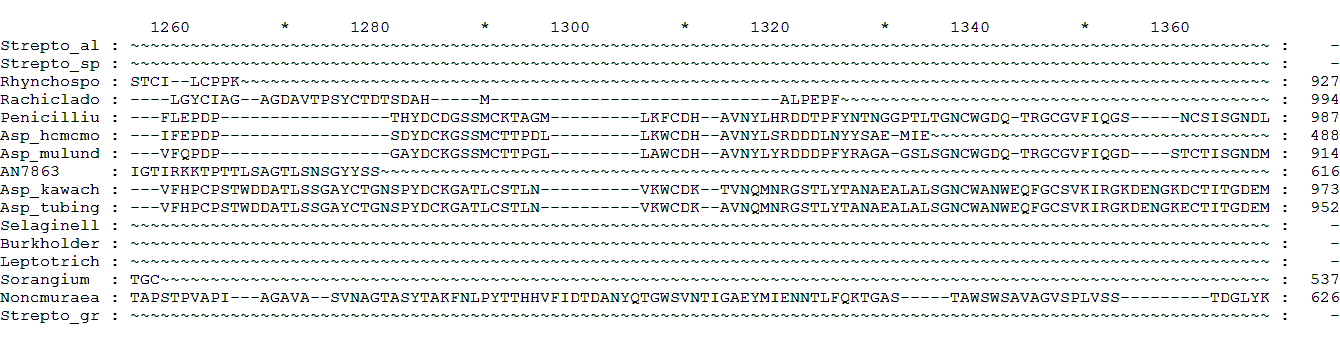 1260 * 1280 * 1300 * 1320 * 1340 * 1360
Strepto_al : ~~~~~~~~~~~~~~~~~~~~~~~~~~~~~~~~~~~~~~~~~~~~~~~~~~~~~~~~~~~~~~~~~~~~~~~~~~~~~~~~~~~~~~~~~~~~~~~~~~~~~~~~~~~~~~~~~~ : -
Strepto_sp : ~~~~~~~~~~~~~~~~~~~~~~~~~~~~~~~~~~~~~~~~~~~~~~~~~~~~~~~~~~~~~~~~~~~~~~~~~~~~~~~~~~~~~~~~~~~~~~~~~~~~~~~~~~~~~~~~~~ : -
Rhynchospo : STCI--LCPPK~~~~~~~~~~~~~~~~~~~~~~~~~~~~~~~~~~~~~~~~~~~~~~~~~~~~~~~~~~~~~~~~~~~~~~~~~~~~~~~~~~~~~~~~~~~~~~~~~~~~~~~ : 927
Rachiclado : ----LGYCIAG--AGDAVTPSYCTDTSDAH-----M-----------------------------ALPEPF~~~~~~~~~~~~~~~~~~~~~~~~~~~~~~~~~~~~~~~~~~~ : 994
Penicilliu : ---FLEPDP-----------------THYDCDGSSMCKTAGM---------LKFCDH--AVNYLHRDDTPFYNTNGGPTLTGNCWGDQ-TRGCGVFIQGS-----NCSISGNDL : 987
Asp_hcmcmo : ---IFEPDP-----------------SDYDCKGSSMCTTPDL---------LKWCDH--AVNYLSRDDDLNYYSAE-MIE~~~~~~~~~~~~~~~~~~~~~~~~~~~~~~~~~~ : 488
Asp_mulund : ---VFQPDP-----------------GAYDCKGSSMCTTPGL---------LAWCDH--AVNYLYRDDDPFYRAGA-GSLSGNCWGDQ-TRGCGVFIQGD----STCTISGNDM : 914
AN7863 : IGTIRKKTPTTLSAGTLSNSGYYSS~~~~~~~~~~~~~~~~~~~~~~~~~~~~~~~~~~~~~~~~~~~~~~~~~~~~~~~~~~~~~~~~~~~~~~~~~~~~~~~~~~~~~~~~~ : 616
Asp_kawach : ---VFHPCPSTWDDATLSSGAYCTGNSPYDCKGATLCSTLN----------VKWCDK--TVNQMNRGSTLYTANAEALALSGNCWANWEQFGCSVKIRGKDENGKDCTITGDEM : 973
Asp_tubing : ---VFHPCPSTWDDATLSSGAYCTGNSPYDCKGATLCSTLN----------VKWCDK--AVNQMNRGSTLYTANAEALALSGNCWANWEQFGCSVKIRGKDENGKECTITGDEM : 952
Selaginell : ~~~~~~~~~~~~~~~~~~~~~~~~~~~~~~~~~~~~~~~~~~~~~~~~~~~~~~~~~~~~~~~~~~~~~~~~~~~~~~~~~~~~~~~~~~~~~~~~~~~~~~~~~~~~~~~~~~ : -
Burkholder : ~~~~~~~~~~~~~~~~~~~~~~~~~~~~~~~~~~~~~~~~~~~~~~~~~~~~~~~~~~~~~~~~~~~~~~~~~~~~~~~~~~~~~~~~~~~~~~~~~~~~~~~~~~~~~~~~~~ : -
Leptotrich : ~~~~~~~~~~~~~~~~~~~~~~~~~~~~~~~~~~~~~~~~~~~~~~~~~~~~~~~~~~~~~~~~~~~~~~~~~~~~~~~~~~~~~~~~~~~~~~~~~~~~~~~~~~~~~~~~~~ : -
Sorangium : TGC~~~~~~~~~~~~~~~~~~~~~~~~~~~~~~~~~~~~~~~~~~~~~~~~~~~~~~~~~~~~~~~~~~~~~~~~~~~~~~~~~~~~~~~~~~~~~~~~~~~~~~~~~~~~~~~ : 537
Noncmuraea : TAPSTPVAPI---AGAVA--SVNAGTASYTAKFNLPYTTHHVFIDTDANYQTGWSVNTIGAEYMIENNTLFQKTGAS-----TAWSWSAVAGVSPLVSS---------TDGLYK : 626
Strepto_gr : ~~~~~~~~~~~~~~~~~~~~~~~~~~~~~~~~~~~~~~~~~~~~~~~~~~~~~~~~~~~~~~~~~~~~~~~~~~~~~~~~~~~~~~~~~~~~~~~~~~~~~~~~~~~~~~~~~~ : -